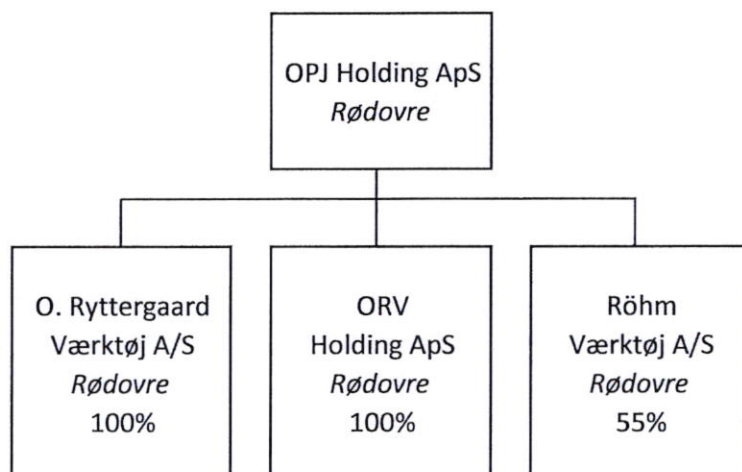 OPJ Holding ApS
Rødovre
O. Ryttergaard
Værktøj A/S
Rødovre
100%
ORV
Holding ApS
Rødovre
100%
Röhm
Værktøj A/S
Rødovre
55%